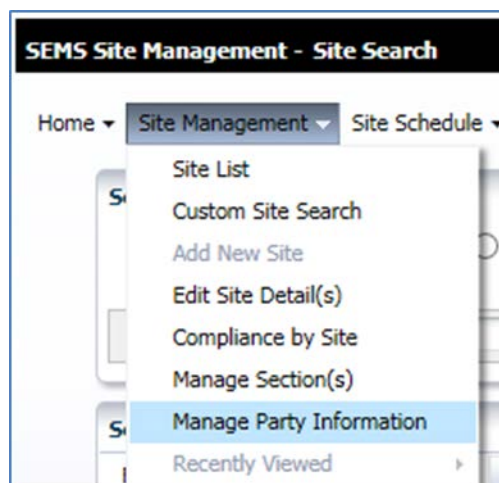 SEMS Site Management - Site Search
Home Site Management Site Schedule
Site List
Custom Site Search
Add New Site
Edit Site Detail(s)
Compliance by Site
Manage Section(s)
Manage Party Information
Recently Viewed